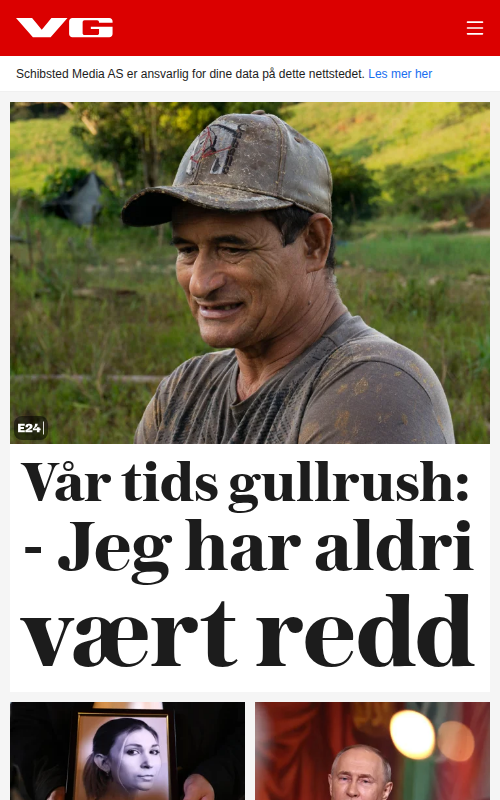 VG
Schibsted Media AS er ansvarlig for dine data på dette nettstedet. Les mer her
E24
Vår tids gullrush:
- Jeg har aldri
vært redd